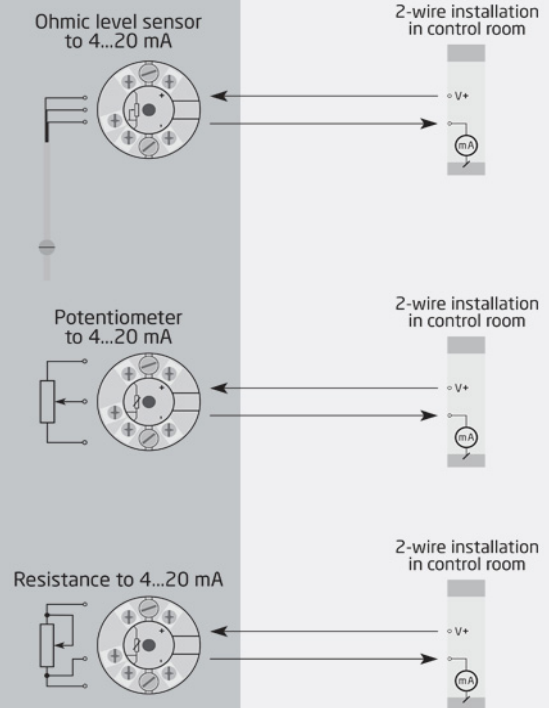 Ohmic level sensor
to 4...20 mA
2-wire installation
in control room
+
-
V+
mA
Potentiometer
to 4...20 mA
2-wire installation
in control room
+
-
V+
mA
Resistance to 4...20 mA
2-wire installation
in control room
+
-
V+
mA